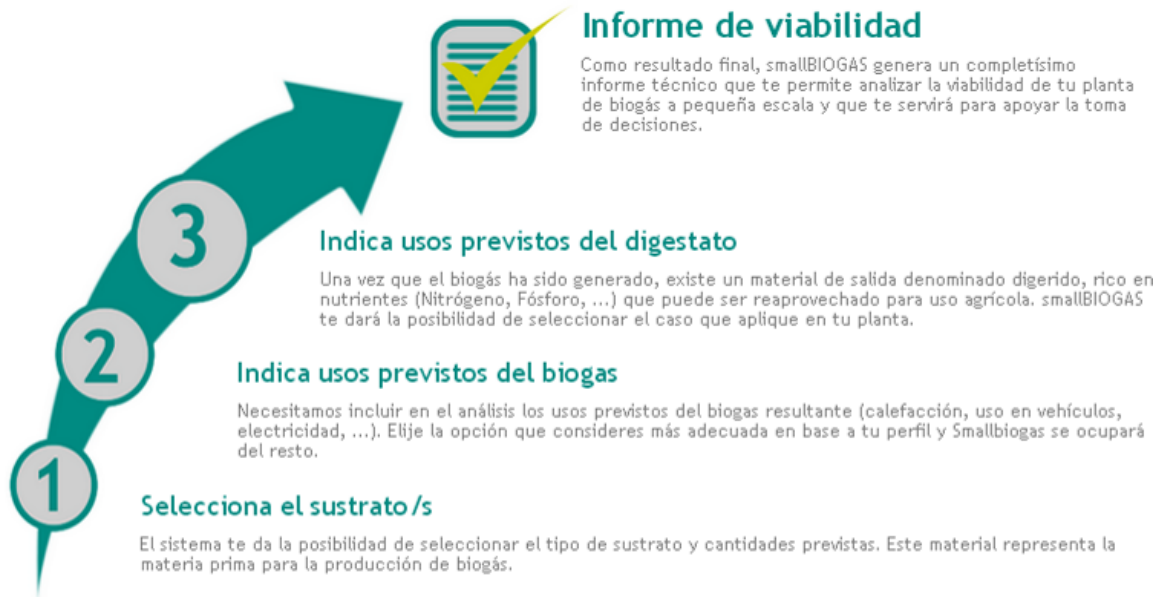 Informe de viabilidad
Como resultado final, smallBIOGAS genera un completísimo
informe técnico que te permite analizar la viabilidad de tu planta
de biogás a pequeña escala y que te servirá para apoyar la toma
de decisiones.
3
Indica usos previstos del digestato
Una vez que el biogás ha sido generado, existe un material de salida denominado digerido, rico en
nutrientes (Nitrógeno, Fósforo, ...) que puede ser reaprovechado para uso agrícola. smallBIOGAS
te dará la posibilidad de seleccionar el caso que aplique en tu planta.
2
Indica usos previstos del biogas
Necesitamos incluir en el análisis los usos previstos del biogas resultante (calefacción, uso en vehículos,
electricidad, ...). Elije la opción que consideres más adecuada en base a tu perfil y Smallbiogas se ocupará
del resto.
1
Selecciona el sustrato/s
El sistema te da la posibilidad de seleccionar el tipo de sustrato y cantidades previstas. Este material representa la
materia prima para la producción de biogás.